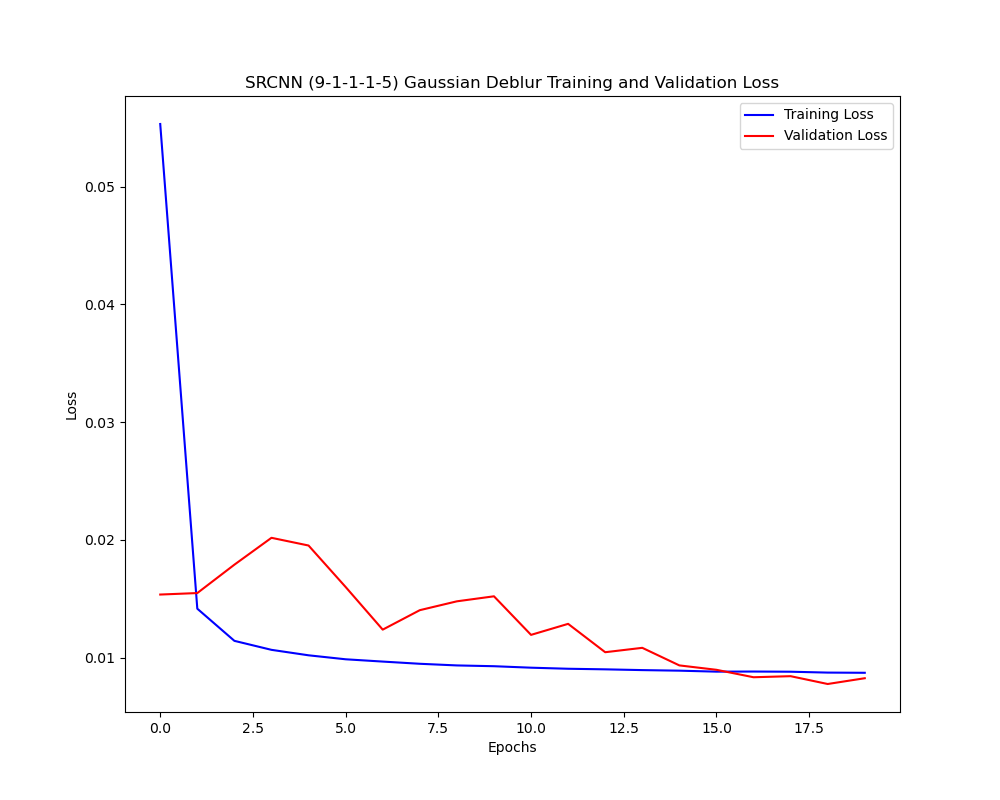 SRCNN (9-1-1-1-5) Gaussian Deblur Training and Validation Loss
Training Loss
Validation Loss
0.05
0.04
0.03
0.02
0.01
Loss
0.0 2.5 5.0 7.5 10.0 12.5 15.0 17.5
Epochs